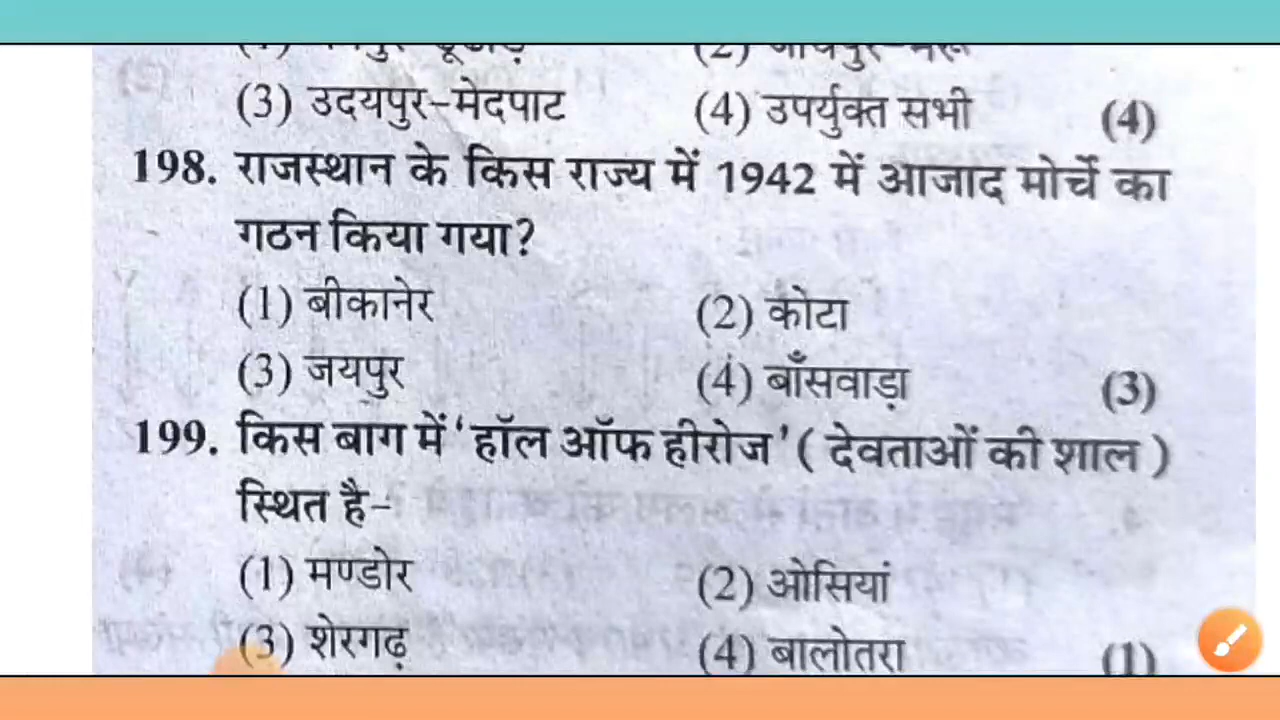 (3) उदयपुर-मेदपाट (4) उपर्युक्त सभी (4)
198. राजस्थान के किस राज्य में 1942 में आजाद मोर्चे का
गठन किया गया?
(1) बीकानेर (2) कोटा
(3) जयपुर (4) बाँसवाड़ा (3)
199. किस बाग में 'हॉल ऑफ हीरोज' ( देवताओं की शाल )
स्थित है-
(1) मण्डोर (2) ओसियां
(3) शेरगढ़ (4) बालोतरा (1)